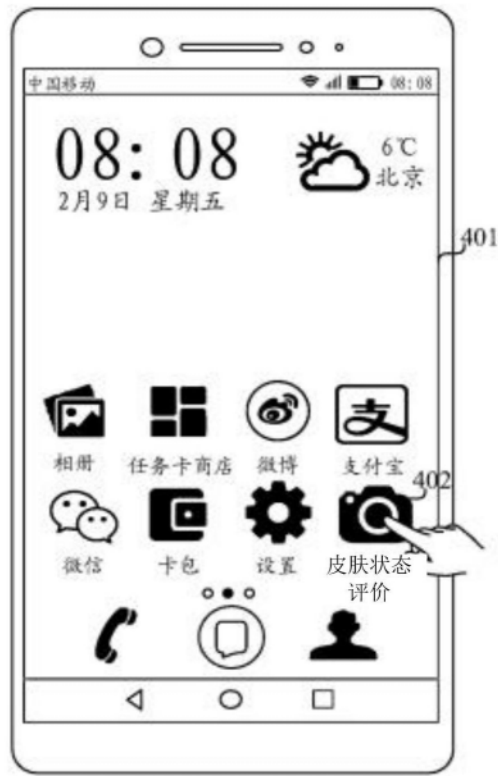 中国移动 08:08
08:08
6℃
北京
2月9日 星期五
401
支
相册 任务卡商店 微博 支付宝
402
微信 卡包 设置 皮肤状态
评价